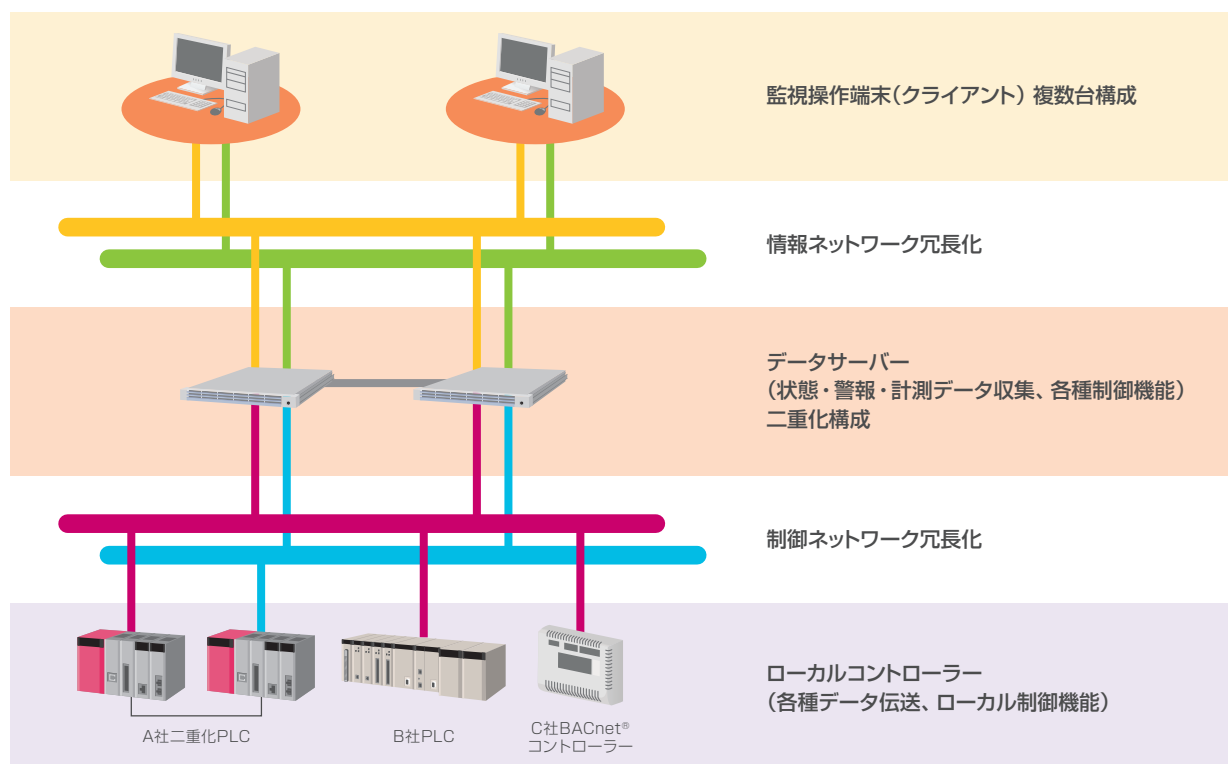 監視操作端末(クライアント) 複数台構成
情報ネットワーク冗長化
データサーバー
(状態・警報・計測データ収集、各種制御機能)
二重化構成
制御ネットワーク冗長化
ローカルコントローラー
(各種データ伝送、ローカル制御機能)
A社二重化PLC
B社PLC
C社BACnet®
コントローラー